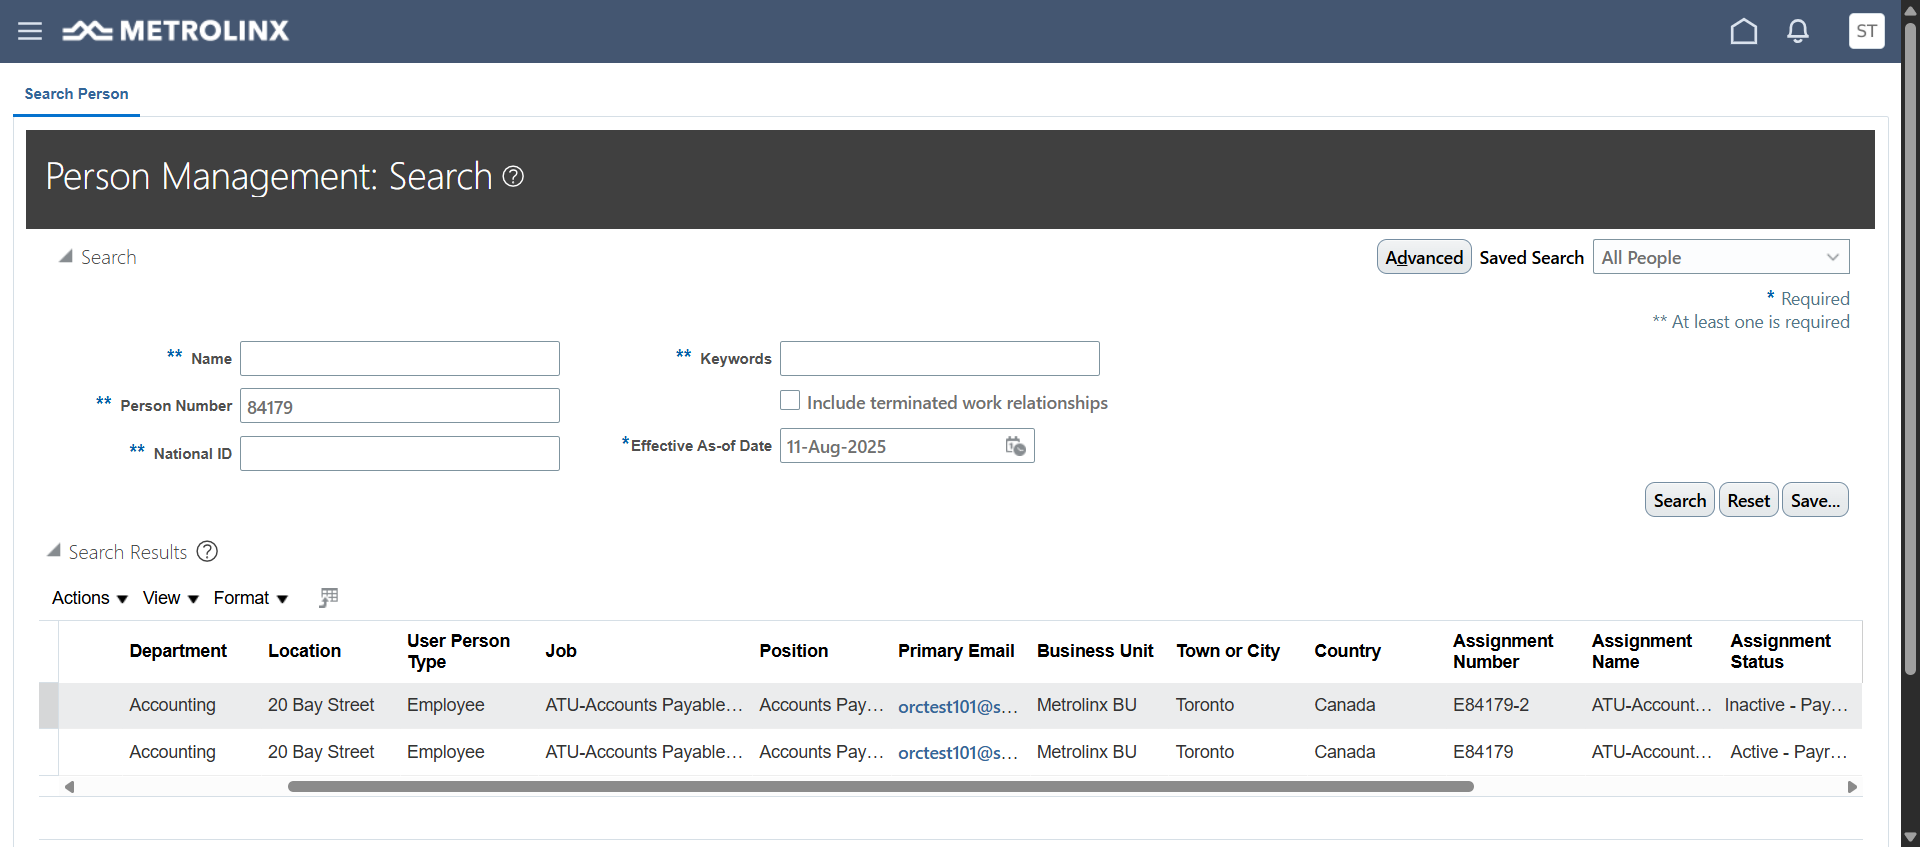 METROLINX
ST
Search Person
Person Management: Search
Search
Advanced Saved Search All People
* Required
** At least one is required
** Name
** Keywords
** Person Number 84179
Include terminated work relationships
** National ID
*Effective As-of Date 11-Aug-2025
Search Reset Save...
Search Results
Actions View Format
Department Location User Person Type Job Position Primary Email Business Unit Town or City Country Assignment Number Assignment Name Assignment Status
Accounting 20 Bay Street Employee ATU-Accounts Payable... Accounts Pay... orctest101@s... Metrolinx BU Toronto Canada E84179-2 ATU-Account... Inactive - Pay...
Accounting 20 Bay Street Employee ATU-Accounts Payable... Accounts Pay... orctest101@s... Metrolinx BU Toronto Canada E84179 ATU-Account... Active - Payr...